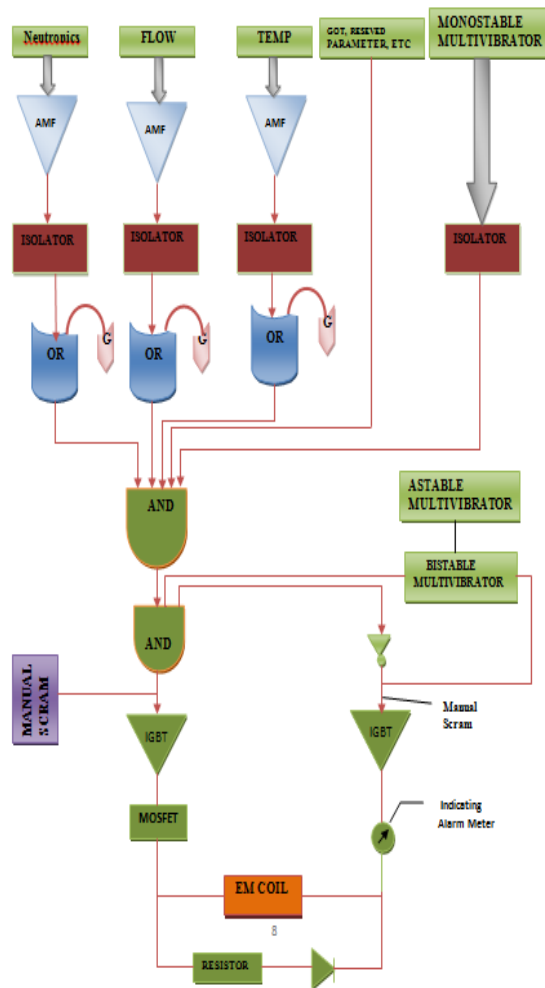 Neutronics
FLOW
TEMP
GOT, RESEVED
PARAMETER, ETC
MONOSTABLE
MULTIVIBRATOR
AMF
AMF
AMF
ISOLATOR
ISOLATOR
ISOLATOR
ISOLATOR
OR
G
OR
G
OR
G
AND
ASTABLE
MULTIVIBRATOR
BISTABLE
MULTIVIBRATOR
AND
MANUAL
SCRAM
Manual
Scram
IGBT
IGBT
MOSFET
Indicating
Alarm Meter
EM COIL
8
RESISTOR